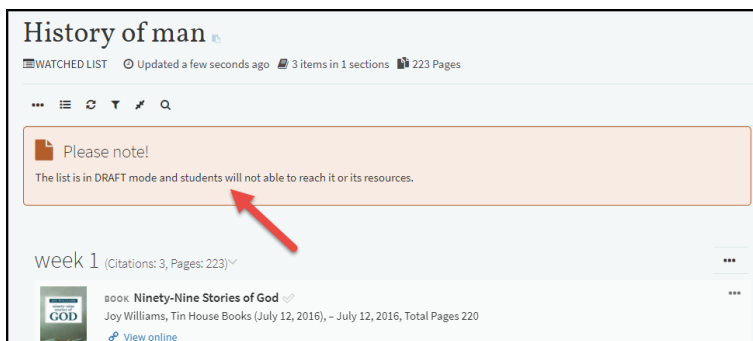 History of man
WATCHED LIST Updated a few seconds ago 3 items in 1 sections 223 Pages
Please note!
The list is in DRAFT mode and students will not able to reach it or its resources.
week 1 (Citations: 3, Pages: 223)
BOOK Ninety-Nine Stories of God
Joy Williams, Tin House Books (July 12, 2016), – July 12, 2016, Total Pages 220
GOD
View online